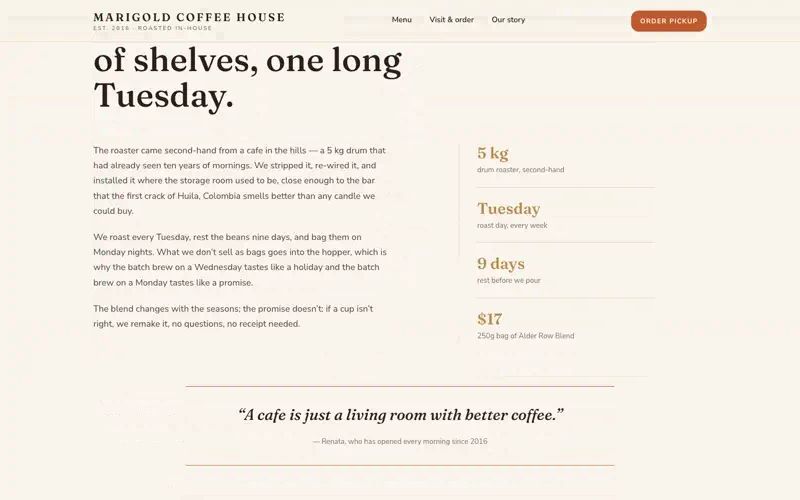 MARIGOLD COFFEE HOUSE
EST. 2016 · ROASTED IN-HOUSE
Menu
Visit & order
Our story
ORDER PICKUP
of shelves, one long
Tuesday.
The roaster came second-hand from a cafe in the hills — a 5 kg drum that
had already seen ten years of mornings. We stripped it, re-wired it, and
installed it where the storage room used to be, close enough to the bar
that the first crack of Huila, Colombia smells better than any candle we
could buy.
We roast every Tuesday, rest the beans nine days, and bag them on
Monday nights. What we don't sell as bags goes into the hopper, which is
why the batch brew on a Wednesday tastes like a holiday and the batch
brew on a Monday tastes like a promise.
The blend changes with the seasons; the promise doesn't: if a cup isn't
right, we remake it, no questions, no receipt needed.
5 kg
drum roaster, second-hand
Tuesday
roast day, every week
9 days
rest before we pour
$17
250g bag of Alder Row Blend
“A cafe is just a living room with better coffee.”
— Renata, who has opened every morning since 2016